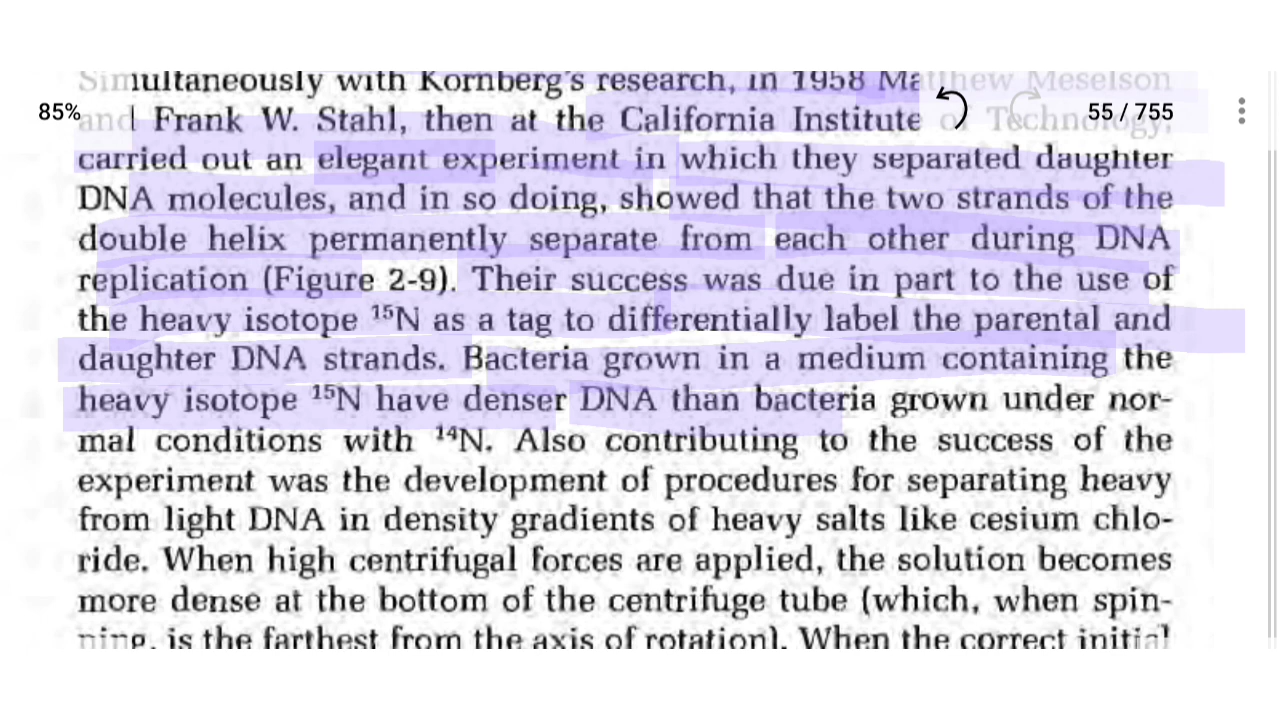 Simultaneously with Kornberg's research, in 1958 Matthew Meselson
85%
and Frank W. Stahl, then at the California Institute of Technology,
55 / 755
carried out an elegant experiment in which they separated daughter
DNA molecules, and in so doing, showed that the two strands of the
double helix permanently separate from each other during DNA
replication (Figure 2-9). Their success was due in part to the use of
the heavy isotope ¹⁵N as a tag to differentially label the parental and
daughter DNA strands. Bacteria grown in a medium containing the
heavy isotope ¹⁵N have denser DNA than bacteria grown under nor-
mal conditions with ¹⁴N. Also contributing to the success of the
experiment was the development of procedures for separating heavy
from light DNA in density gradients of heavy salts like cesium chlo-
ride. When high centrifugal forces are applied, the solution becomes
more dense at the bottom of the centrifuge tube (which, when spin-
ning, is the farthest from the axis of rotation). When the correct initial